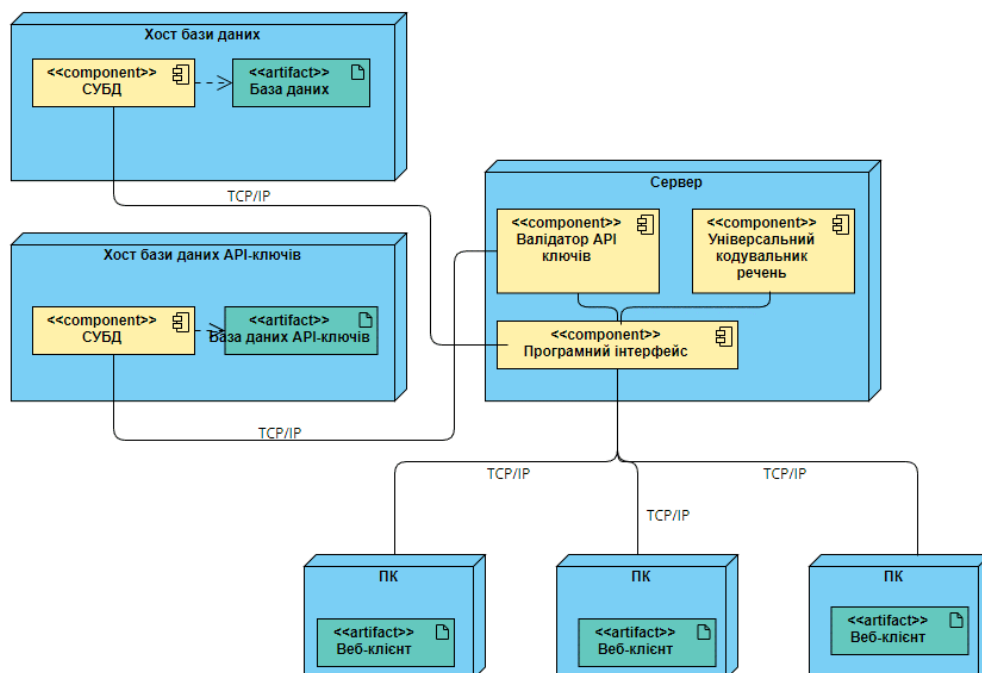 Хост бази даних
<<component>>
СУБД
<<artifact>>
База даних
TCP/IP
Хост бази даних API-ключів
<<component>>
СУБД
<<artifact>>
База даних API-ключів
TCP/IP
Сервер
<<component>>
Валідатор API
ключів
<<component>>
Універсальний
кодувальник
речень
<<component>>
Програмний інтерфейс
TCP/IP
TCP/IP
TCP/IP
ПК
<<artifact>>
Веб-клієнт
ПК
<<artifact>>
Веб-клієнт
ПК
<<artifact>>
Веб-клієнт